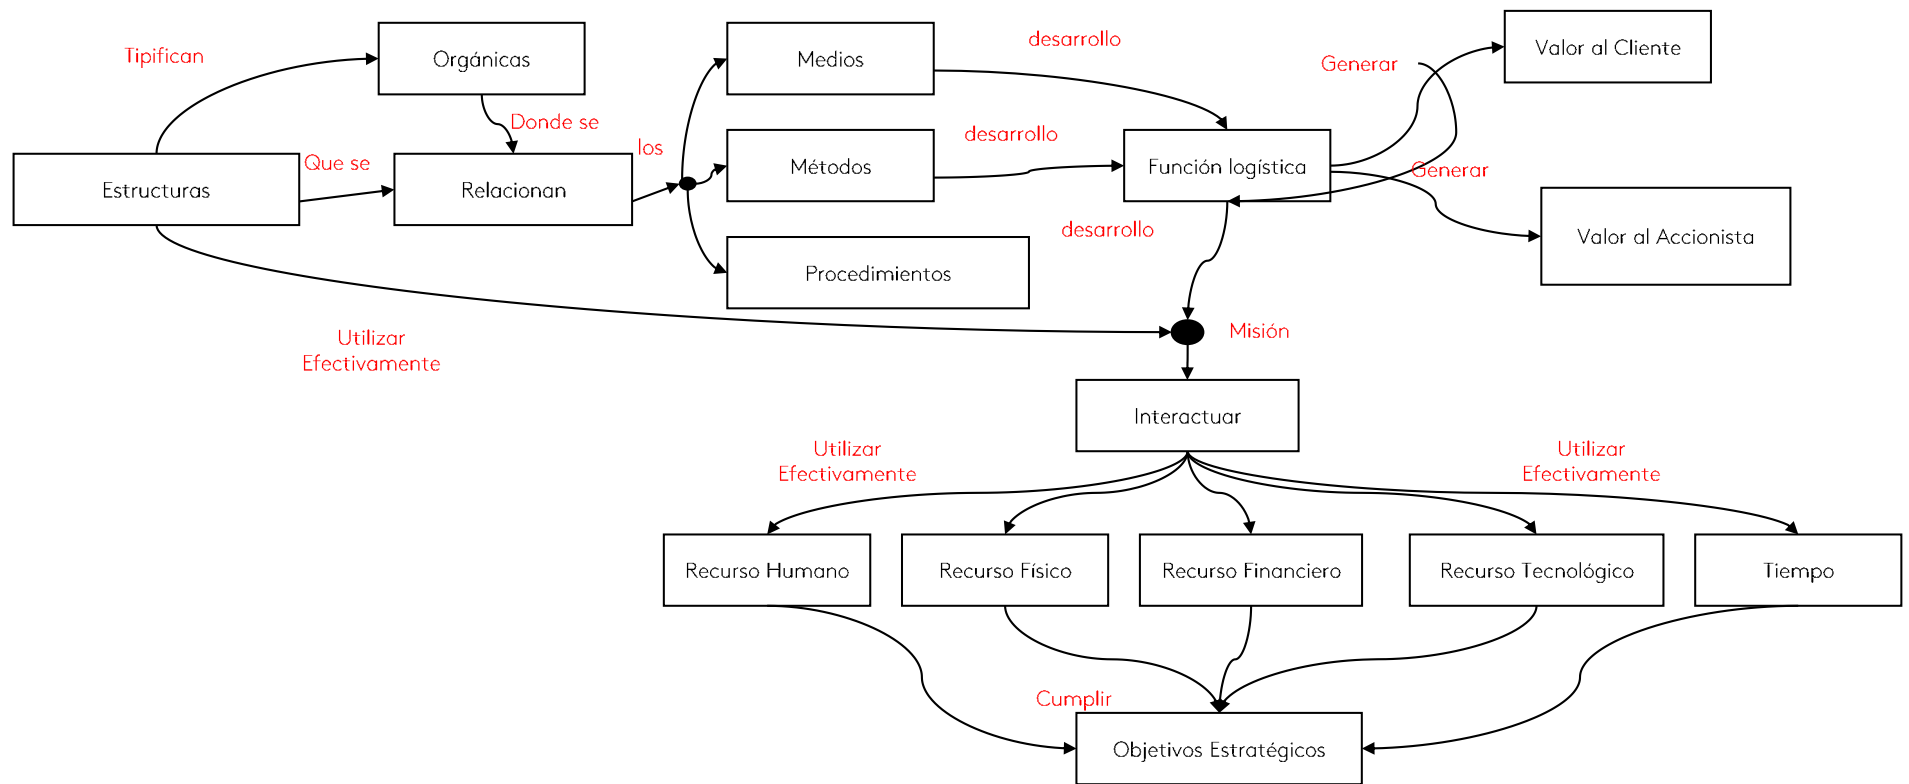 Valor al Cliente
Orgánicas
Medios
desarrollo
Tipifican
Generar
Donde se
Métodos
desarrollo
Que se
los
Estructuras
Relacionan
Función logística
Generar
desarrollo
Valor al Accionista
Procedimientos
Utilizar
Efectivamente
Misión
Interactuar
Utilizar
Efectivamente
Utilizar
Efectivamente
Recurso Humano
Recurso Físico
Recurso Financiero
Recurso Tecnológico
Tiempo
Cumplir
Objetivos Estratégicos